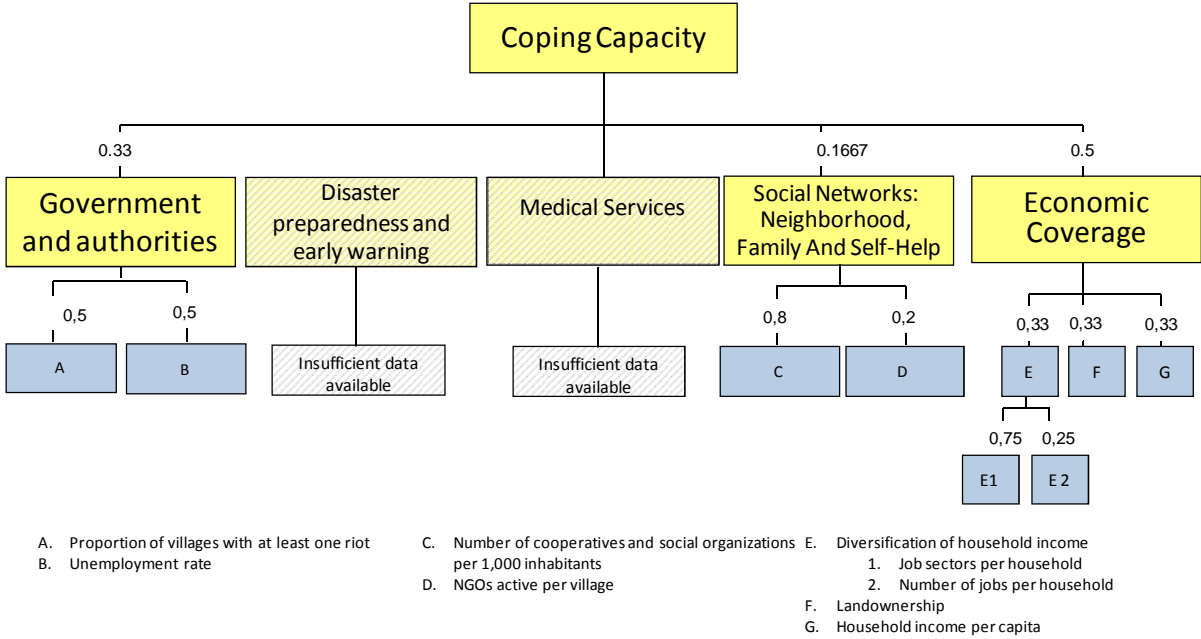 Coping Capacity
0.33
0.1667
0.5
Government
and authorities
Disaster
preparedness and
early warning
Medical Services
Social Networks:
Neighborhood,
Family And Self-Help
Economic
Coverage
0,5
0,5
0,8
0,2
0,33
0,33
0,33
A
B
Insufficient data
available
Insufficient data
available
C
D
E
F
G
0,75
0,25
E1
E 2
A. Proportion of villages with at least one riot
B. Unemployment rate
C. Number of cooperatives and social organizations
per 1,000 inhabitants
D. NGOs active per village
E. Diversification of household income
1. Job sectors per household
2. Number of jobs per household
F. Landownership
G. Household income per capita